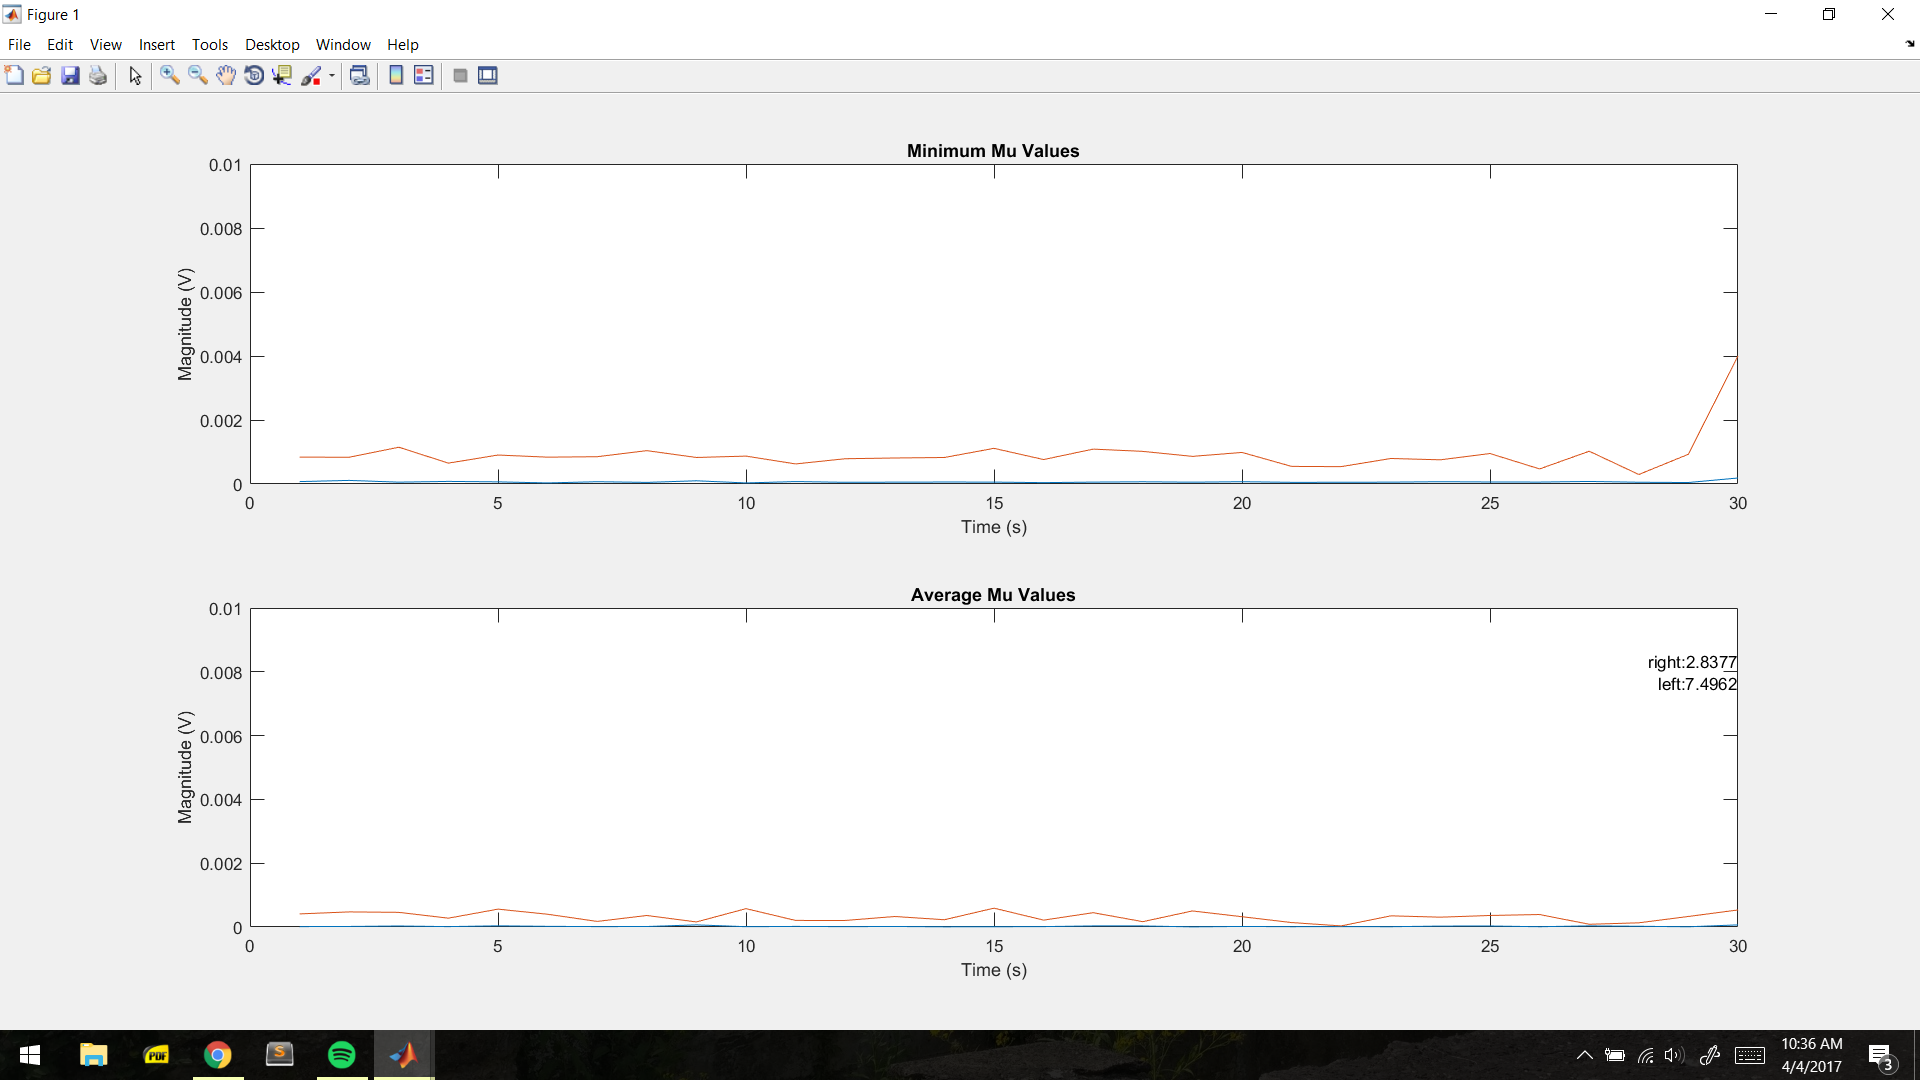 Figure 1
File Edit View Insert Tools Desktop Window Help
Minimum Mu Values
0.01
0.008
0.006
0.004
0.002
0
Magnitude (V)
0 5 10 15 20 25 30
Time (s)
Average Mu Values
0.01
0.008
0.006
0.004
0.002
0
Magnitude (V)
right:2.8377
left:7.4962
0 5 10 15 20 25 30
Time (s)
PDF
S
10:36 AM
4/4/2017
3